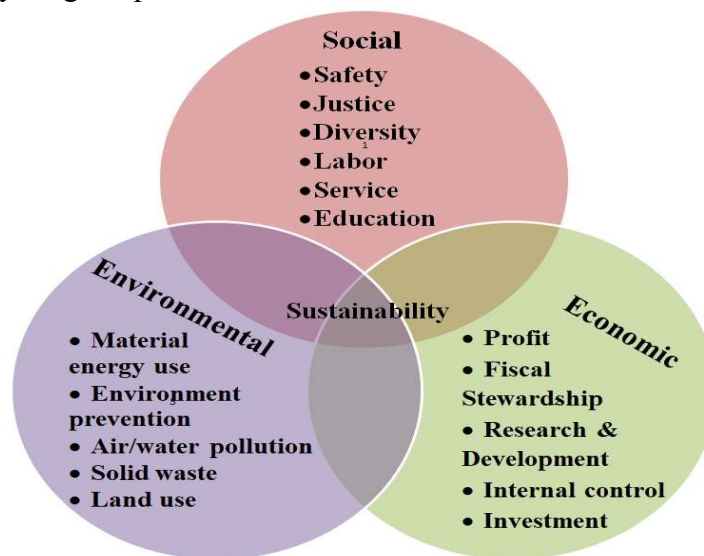 Social
• Safety
• Justice
• Diversity
1
• Labor
• Service
• Education
Environmental
Sustainability
Economic
• Material
energy use
• Environment
prevention
• Air/water pollution
• Solid waste
• Land use
• Profit
• Fiscal
Stewardship
• Research &
Development
• Internal control
• Investment